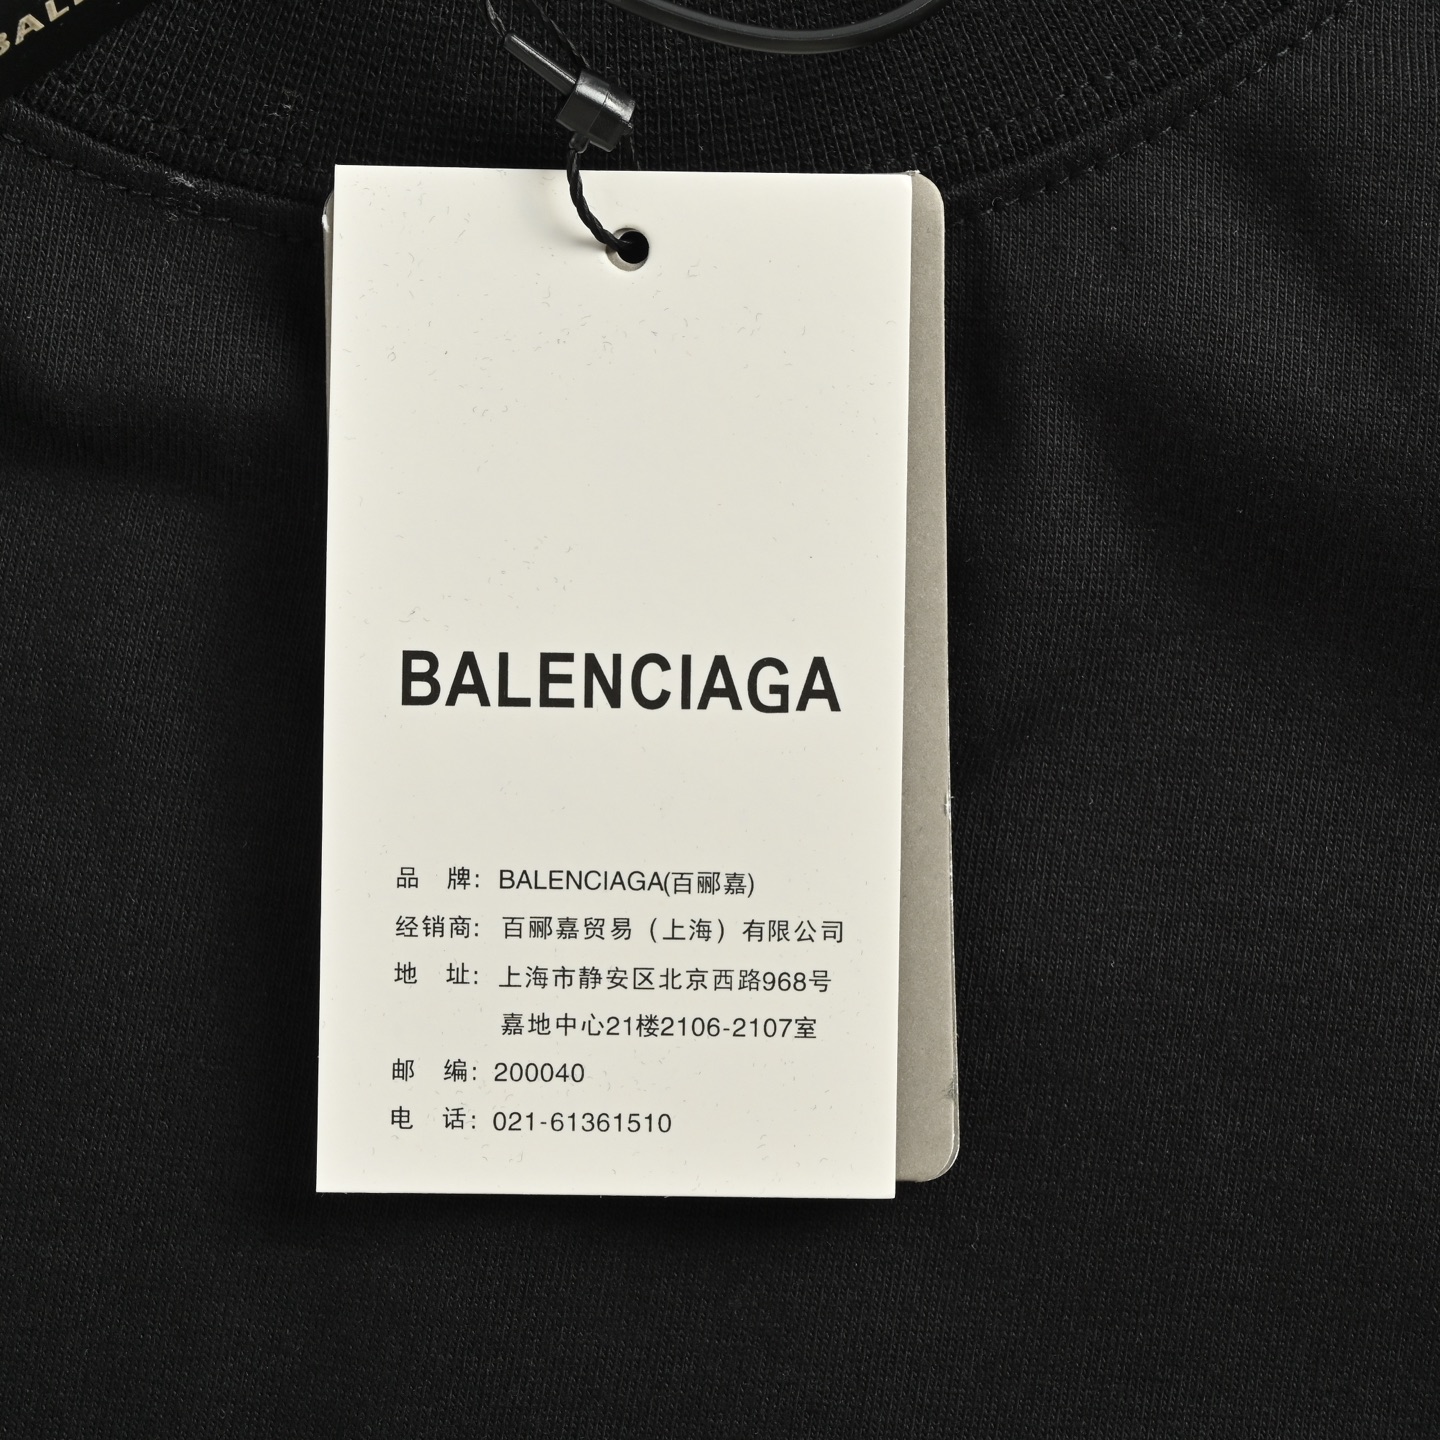 BALE
BALENCIAGA
品 牌: BALENCIAGA(百郦嘉)
经销商: 百郦嘉贸易（上海）有限公司
地 址: 上海市静安区北京西路968号
嘉地中心21楼2106-2107室
邮 编: 200040
电 话: 021-61361510